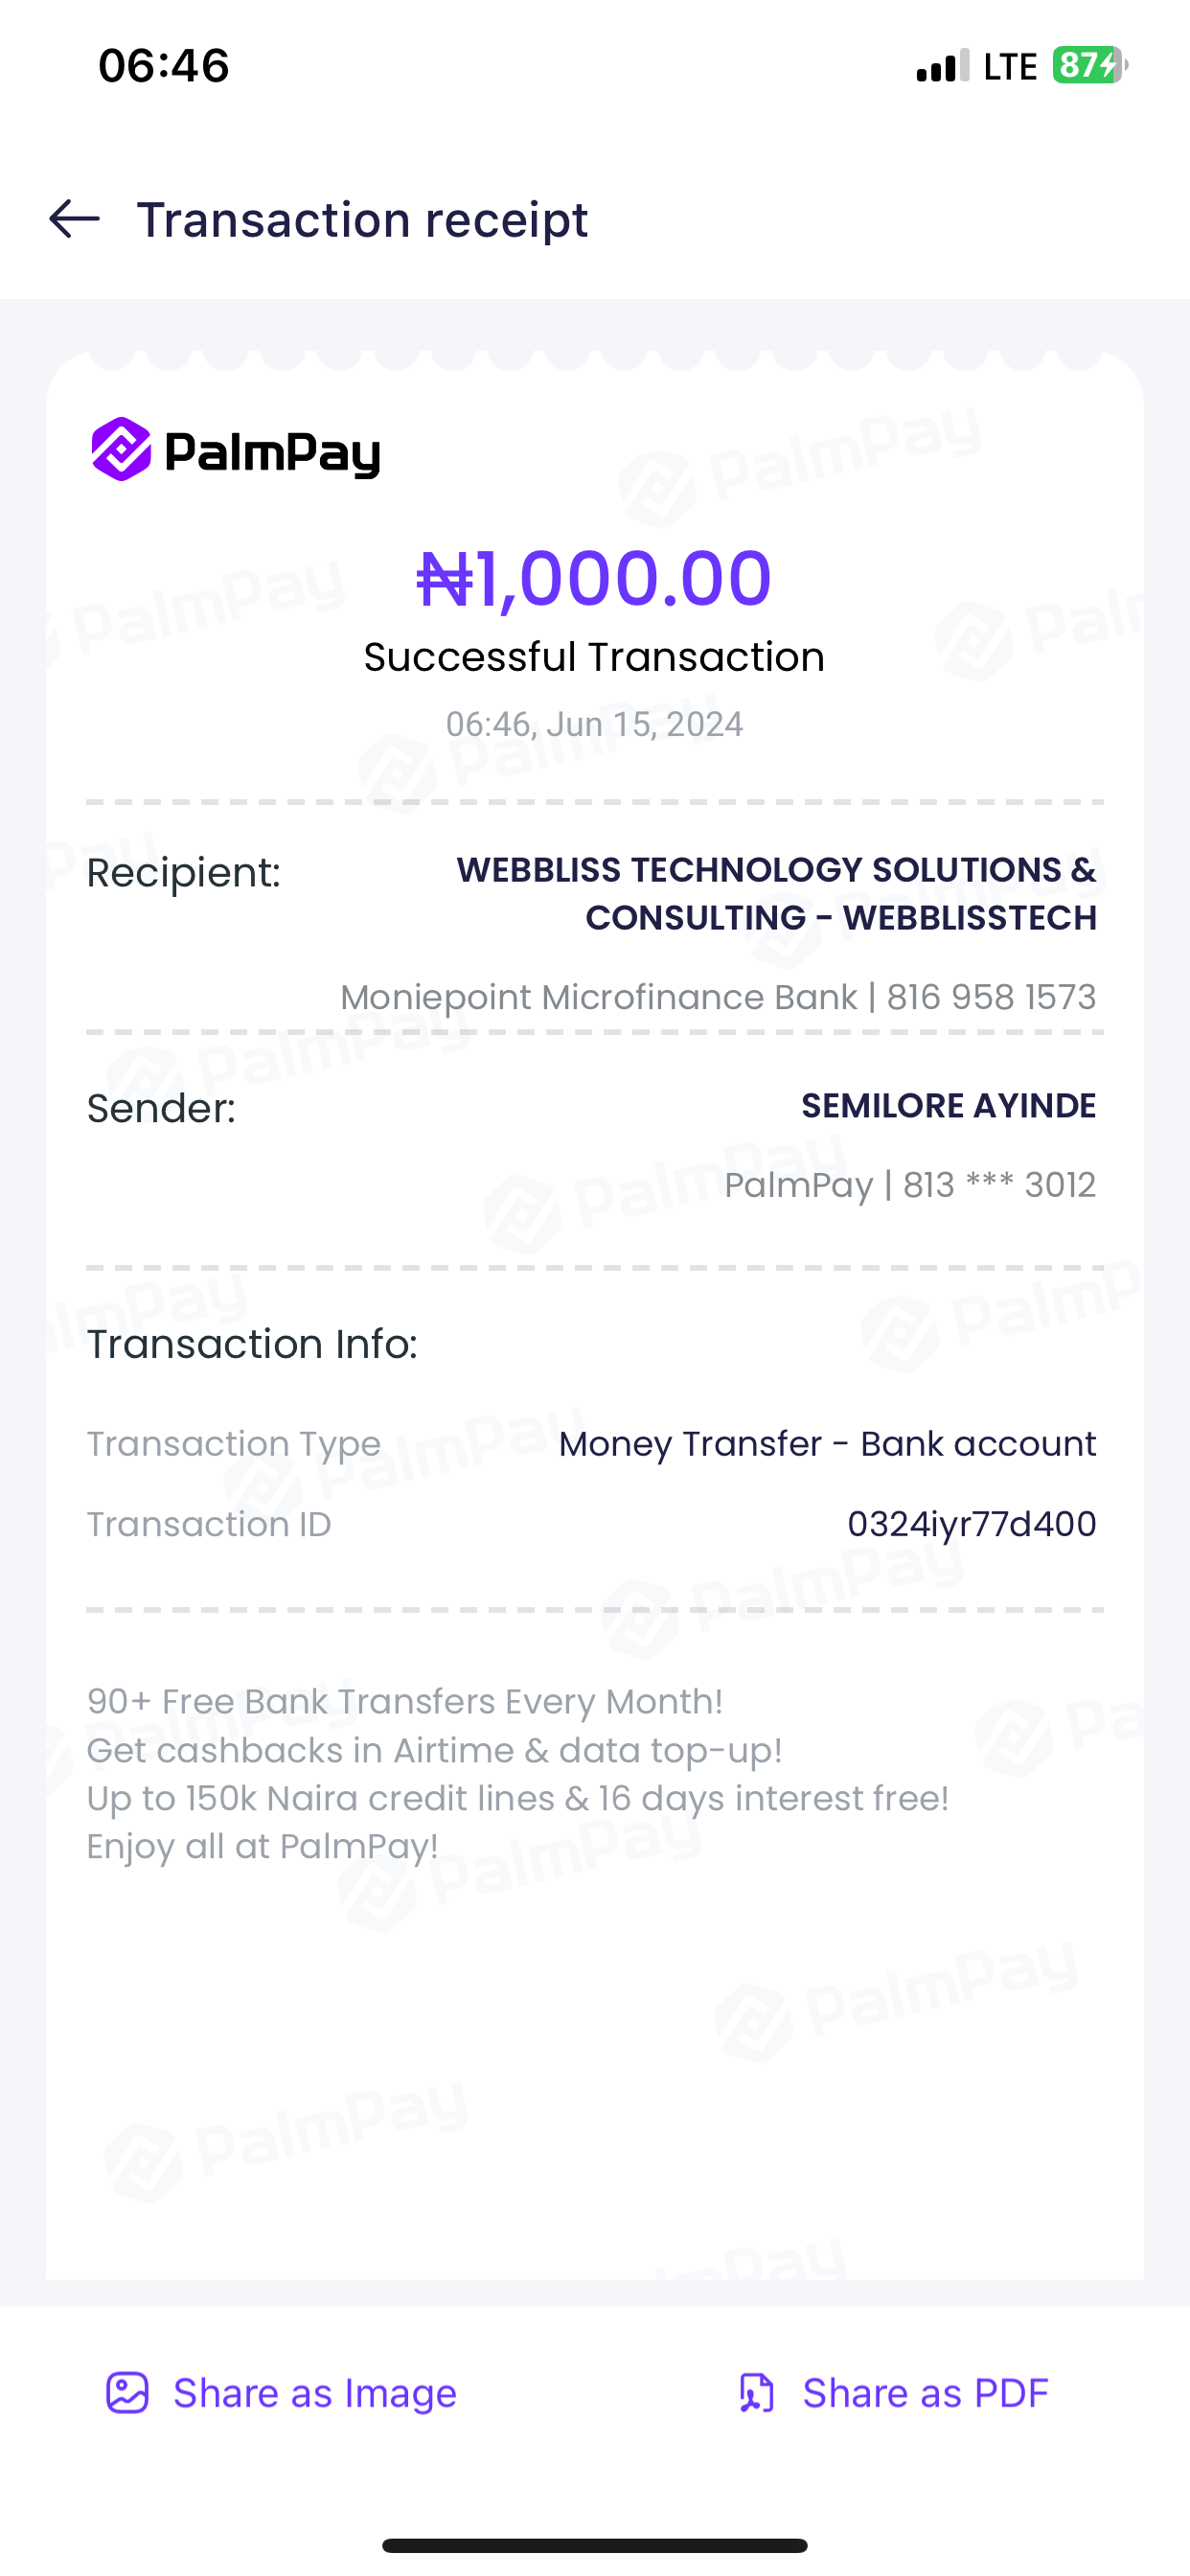 06:46
LTE 87
Transaction receipt
PalmPay
₦1,000.00
Successful Transaction
06:46, Jun 15, 2024
Recipient: WEBBLISS TECHNOLOGY SOLUTIONS &
CONSULTING - WEBBLISSTECH
Moniepoint Microfinance Bank | 816 958 1573
Sender: SEMILORE AYINDE
PalmPay | 813 *** 3012
Transaction Info:
Transaction Type Money Transfer - Bank account
Transaction ID 0324iyr77d400
90+ Free Bank Transfers Every Month!
Get cashbacks in Airtime & data top-up!
Up to 150k Naira credit lines & 16 days interest free!
Enjoy all at PalmPay!
Share as Image Share as PDF